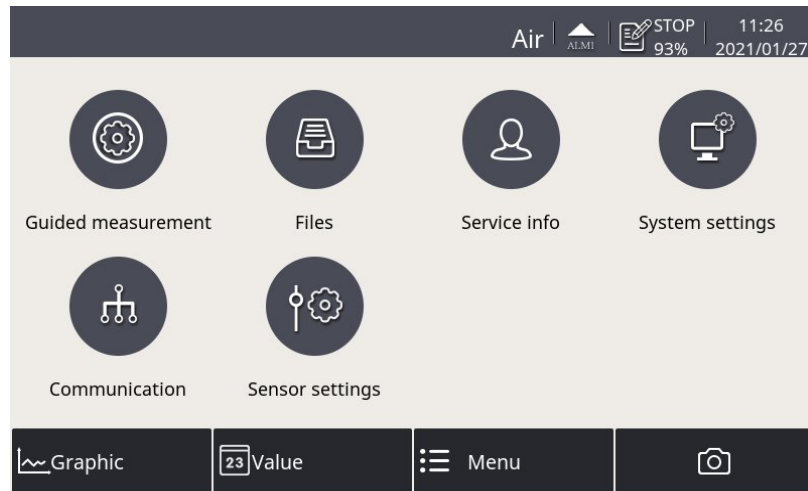 Air
ALMI
STOP
93%
11:26
2021/01/27
Guided measurement
Files
Service info
System settings
Communication
Sensor settings
Graphic
23
Value
Menu